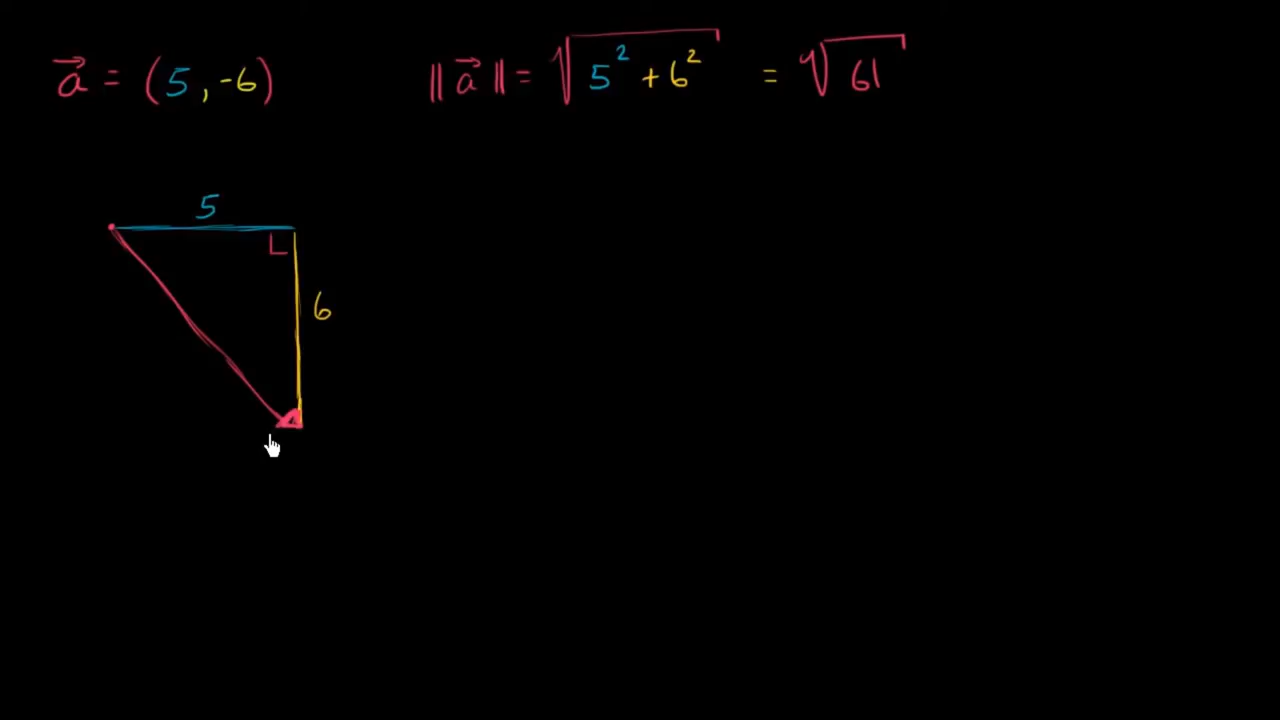 a⃗ = (5, -6)
‖a⃗‖ = √(5² + 6²) = √61
5
6